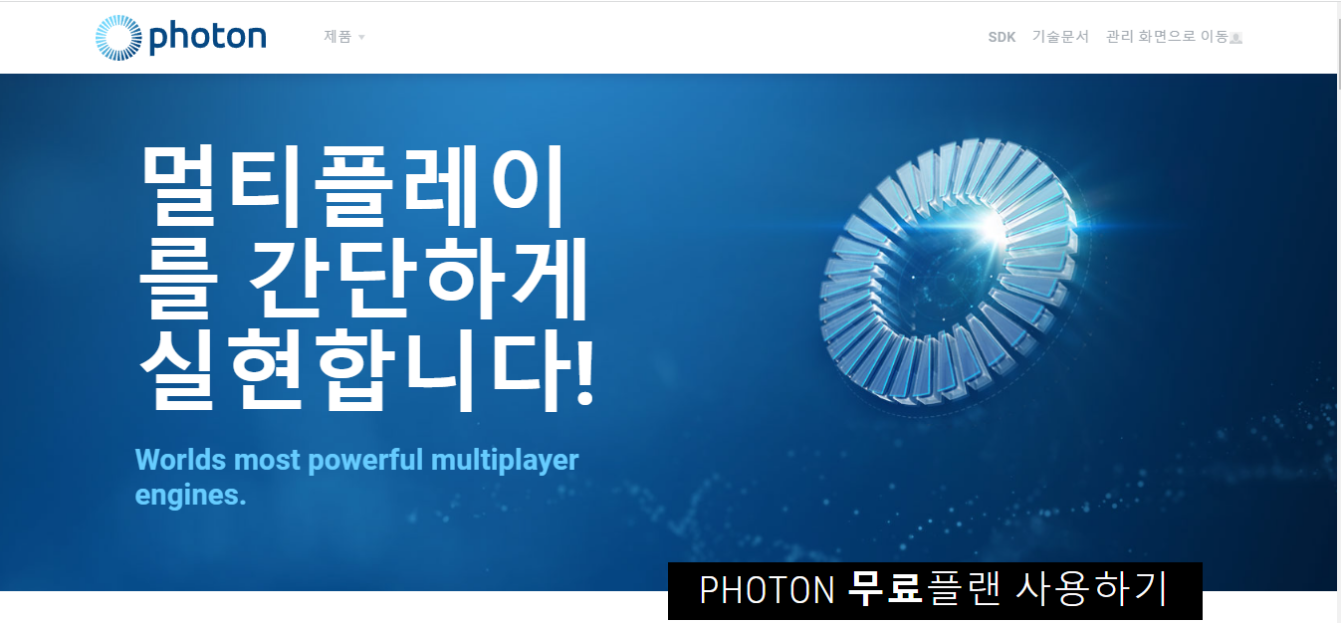 photon 제품 SDK 기술문서 관리 화면으로 이동
멀티플레이
를 간단하게
실현합니다!
Worlds most powerful multiplayer
engines.
PHOTON 무료플랜 사용하기